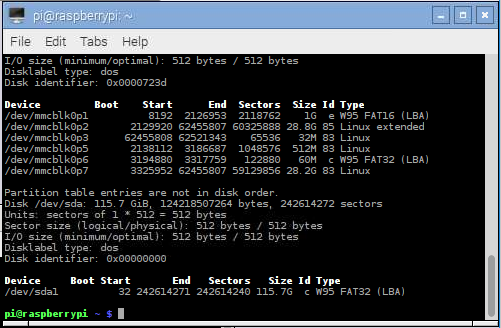 pi@raspberrypi: ~
File Edit Tabs Help
I/O size (minimum/optimal): 512 bytes / 512 bytes
Disklabel type: dos
Disk identifier: 0x0000723d
Device Boot Start End Sectors Size Id Type
/dev/mmcblk0p1 8192 2126953 2118762 1G e W95 FAT16 (LBA)
/dev/mmcblk0p2 2129920 62455807 60325888 28.8G 85 Linux extended
/dev/mmcblk0p3 62455808 62521343 65536 32M 83 Linux
/dev/mmcblk0p5 2138112 3186687 1048576 512M 83 Linux
/dev/mmcblk0p6 3194880 3317759 122880 60M c W95 FAT32 (LBA)
/dev/mmcblk0p7 3325952 62455807 59129856 28.2G 83 Linux
Partition table entries are not in disk order.
Disk /dev/sda: 115.7 GiB, 124218507264 bytes, 242614272 sectors
Units: sectors of 1 * 512 = 512 bytes
Sector size (logical/physical): 512 bytes / 512 bytes
I/O size (minimum/optimal): 512 bytes / 512 bytes
Disklabel type: dos
Disk identifier: 0x00000000
Device Boot Start End Sectors Size Id Type
/dev/sda1 32 242614271 242614240 115.7G c W95 FAT32 (LBA)
pi@raspberrypi ~ $